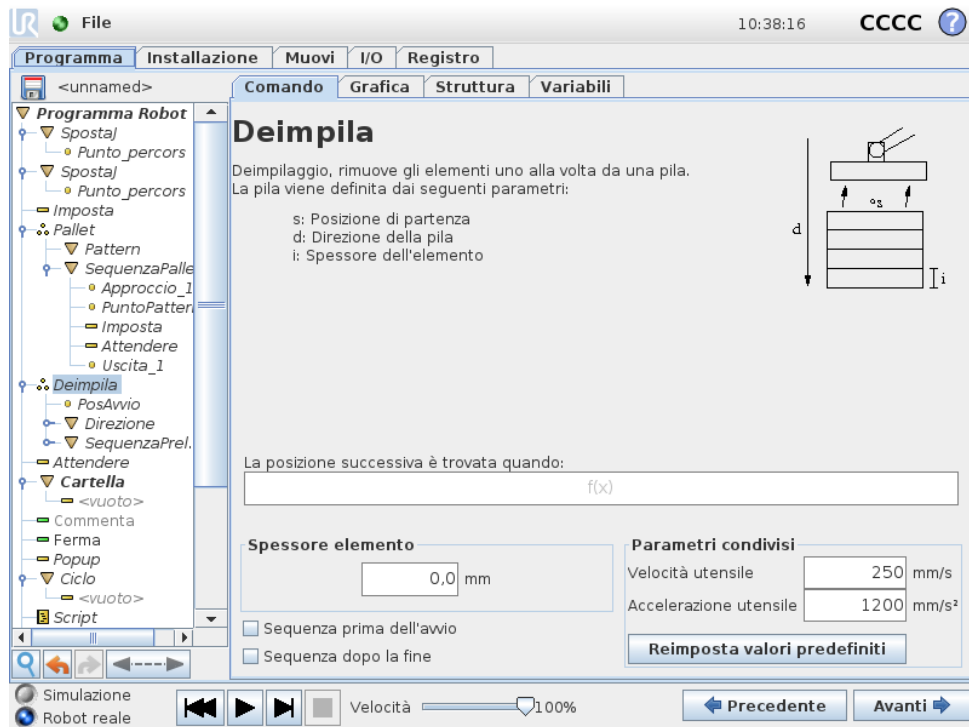 UR File 10:38:16 CCCC ?
Programma Installazione Muovi I/O Registro
<unnamed>
Comando Grafica Struttura Variabili
Programma Robot
SpostaJ
Punto_percors
SpostaJ
Punto_percors
Imposta
Pallet
Pattern
SequenzaPalle
Approccio_1
PuntoPatter
Imposta
Attendere
Uscita_1
Deimpila
PosAvvio
Direzione
SequenzaPrel.
Attendere
Cartella
<vuoto>
Commenta
Ferma
Popup
Ciclo
<vuoto>
Script
Deimpila
Deimpilaggio, rimuove gli elementi uno alla volta da una pila.
La pila viene definita dai seguenti parametri:
s: Posizione di partenza
d: Direzione della pila
i: Spessore dell'elemento
s
d
i
La posizione successiva è trovata quando:
f(x)
Spessore elemento
0,0 mm
Sequenza prima dell'avvio
Sequenza dopo la fine
Parametri condivisi
Velocità utensile 250 mm/s
Accelerazione utensile 1200 mm/s²
Reimposta valori predefiniti
Simulazione
Robot reale
Velocità 100%
Precedente Avanti